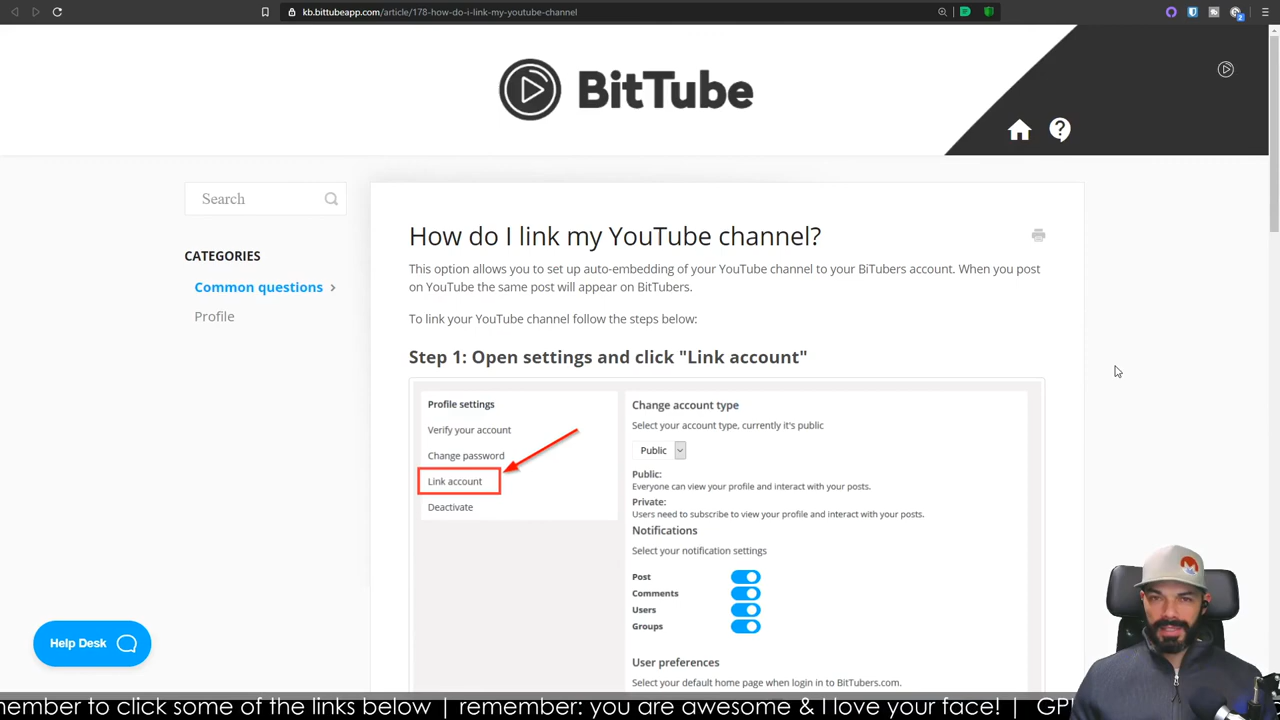 kb.bittubeapp.com/article/178-how-do-i-link-my-youtube-channel
BitTube
Search
CATEGORIES
Common questions
Profile
How do I link my YouTube channel?
This option allows you to set up auto-embedding of your YouTube channel to your BiTubers account. When you post
on YouTube the same post will appear on BitTubers.
To link your YouTube channel follow the steps below:
Step 1: Open settings and click "Link account"
Profile settings
Verify your account
Change password
Link account
Deactivate
Change account type
Select your account type, currently it's public
Public
Public:
Everyone can view your profile and interact with your posts.
Private:
Users need to subscribe to view your profile and interact with your posts.
Notifications
Select your notification settings
Post
Comments
Users
Groups
User preferences
Select your default home page when login in to BitTubers.com.
Help Desk
member to click some of the links below | remember: you are awesome & I love your face! | GP